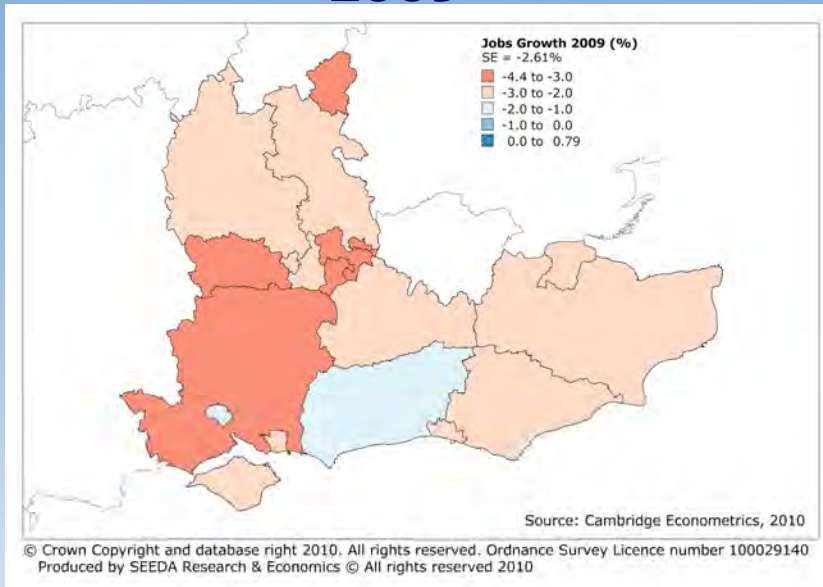 2009
Jobs Growth 2009 (%)
SE = -2.61%
-4.4 to -3.0
-3.0 to -2.0
-2.0 to -1.0
-1.0 to 0.0
0.0 to 0.79
Source: Cambridge Econometrics, 2010
© Crown Copyright and database right 2010. All rights reserved. Ordnance Survey Licence number 100029140
Produced by SEEDA Research & Economics © All rights reserved 2010